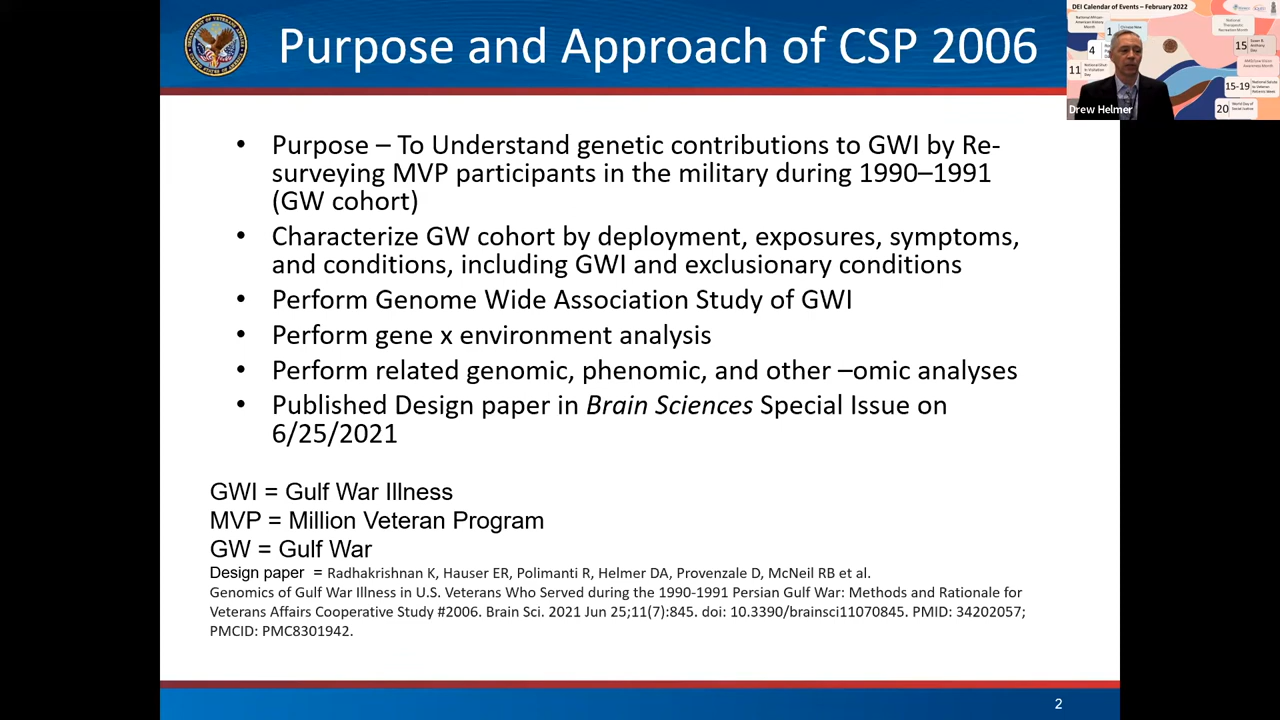 Purpose and Approach of CSP 2006
DEI Calendar of Events – February 2022
1
4
11
15
15-19
20
Drew Helmer
• Purpose – To Understand genetic contributions to GWI by Re-
surveying MVP participants in the military during 1990–1991
(GW cohort)
• Characterize GW cohort by deployment, exposures, symptoms,
and conditions, including GWI and exclusionary conditions
• Perform Genome Wide Association Study of GWI
• Perform gene x environment analysis
• Perform related genomic, phenomic, and other –omic analyses
• Published Design paper in Brain Sciences Special Issue on
6/25/2021
GWI = Gulf War Illness
MVP = Million Veteran Program
GW = Gulf War
Design paper = Radhakrishnan K, Hauser ER, Polimanti R, Helmer DA, Provenzale D, McNeil RB et al.
Genomics of Gulf War Illness in U.S. Veterans Who Served during the 1990-1991 Persian Gulf War: Methods and Rationale for
Veterans Affairs Cooperative Study #2006. Brain Sci. 2021 Jun 25;11(7):845. doi: 10.3390/brainsci11070845. PMID: 34202057;
PMCID: PMC8301942.
2